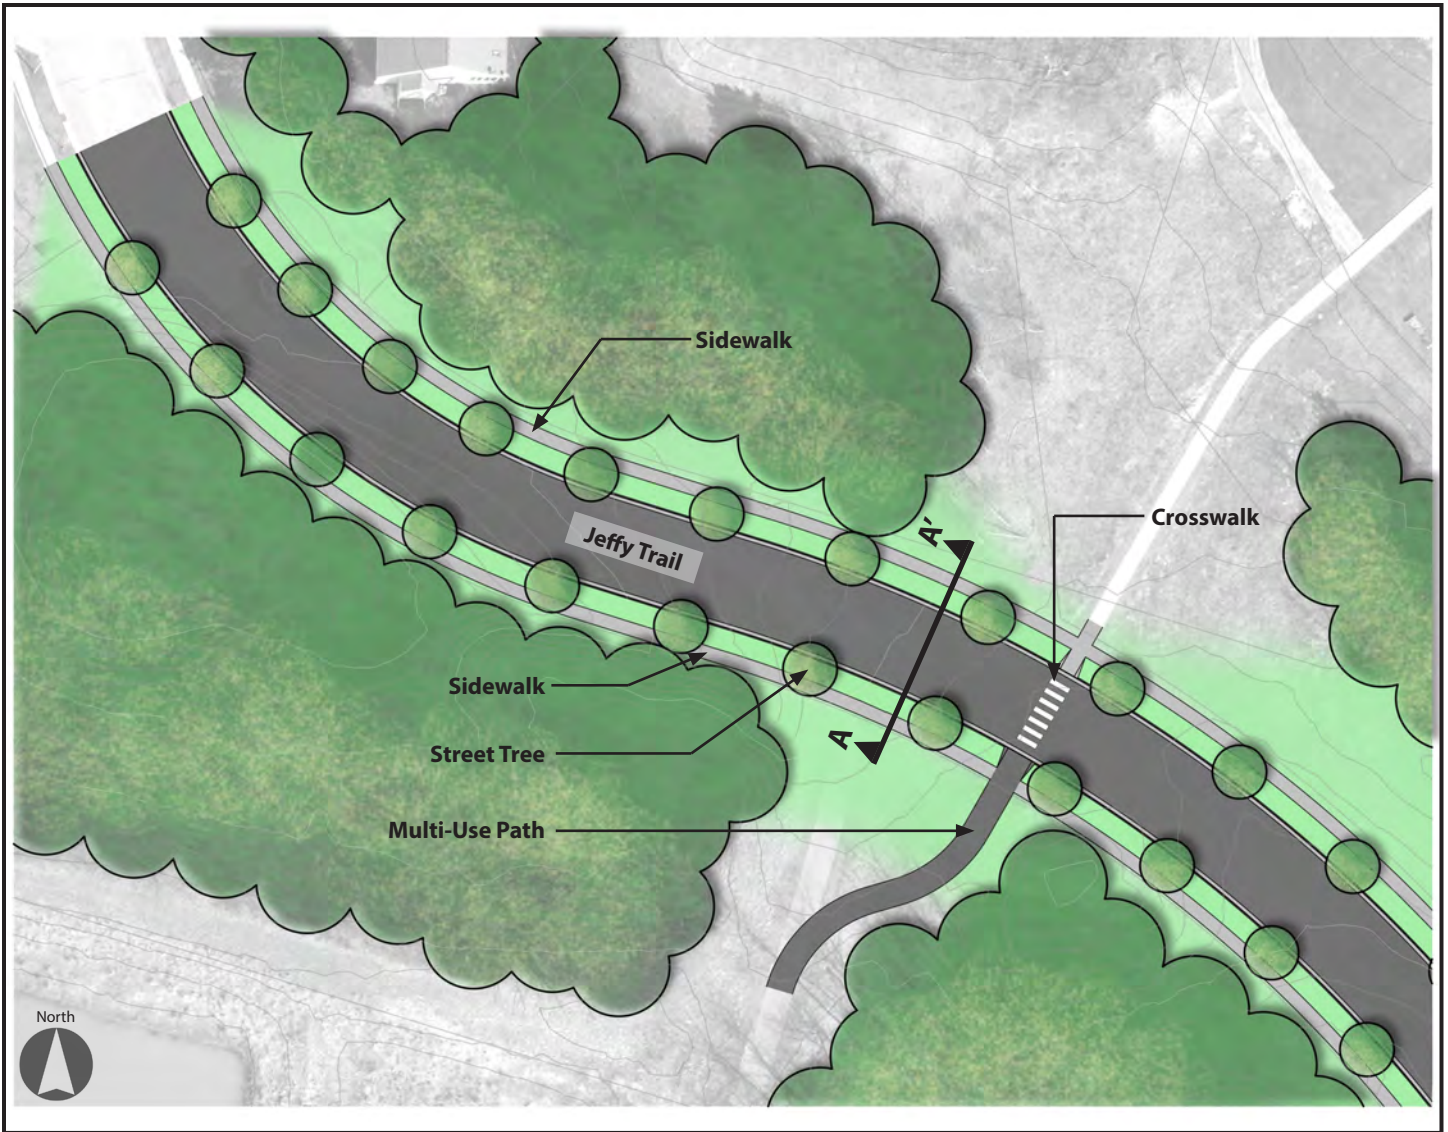 Sidewalk
Crosswalk
A'
Jeffy Trail
Sidewalk
A
Street Tree
Multi-Use Path
North